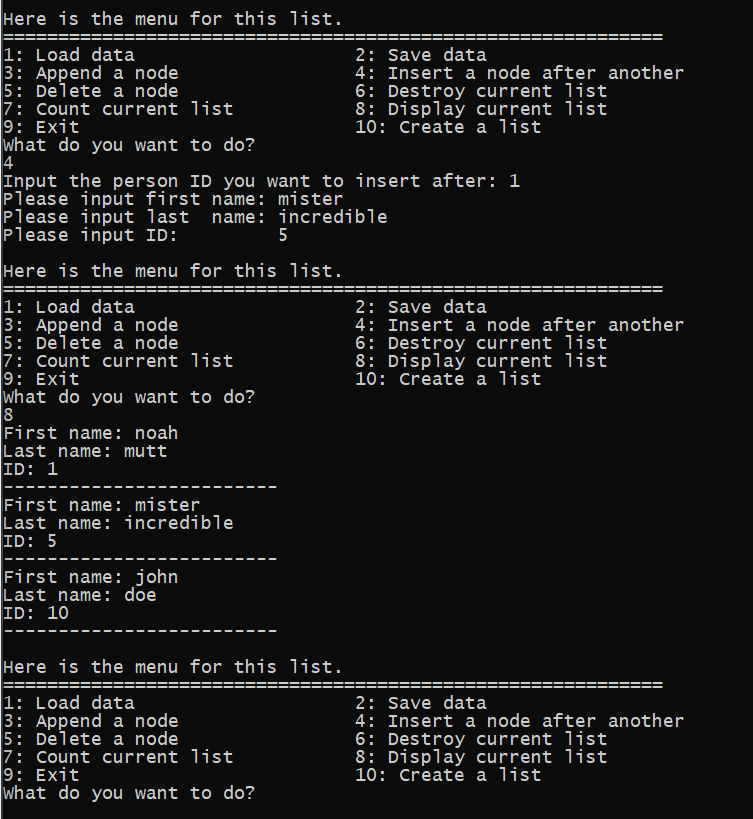 Here is the menu for this list.
============================================================
1: Load data                    2: Save data
3: Append a node                4: Insert a node after another
5: Delete a node                6: Destroy current list
7: Count current list           8: Display current list
9: Exit                         10: Create a list
What do you want to do?
4
Input the person ID you want to insert after: 1
Please input first name: mister
Please input last  name: incredible
Please input ID:         5
Here is the menu for this list.
============================================================
1: Load data                    2: Save data
3: Append a node                4: Insert a node after another
5: Delete a node                6: Destroy current list
7: Count current list           8: Display current list
9: Exit                         10: Create a list
What do you want to do?
8
First name: noah
Last name: mutt
ID: 1
-------------------------
First name: mister
Last name: incredible
ID: 5
-------------------------
First name: john
Last name: doe
ID: 10
-------------------------
Here is the menu for this list.
============================================================
1: Load data                    2: Save data
3: Append a node                4: Insert a node after another
5: Delete a node                6: Destroy current list
7: Count current list           8: Display current list
9: Exit                         10: Create a list
What do you want to do?